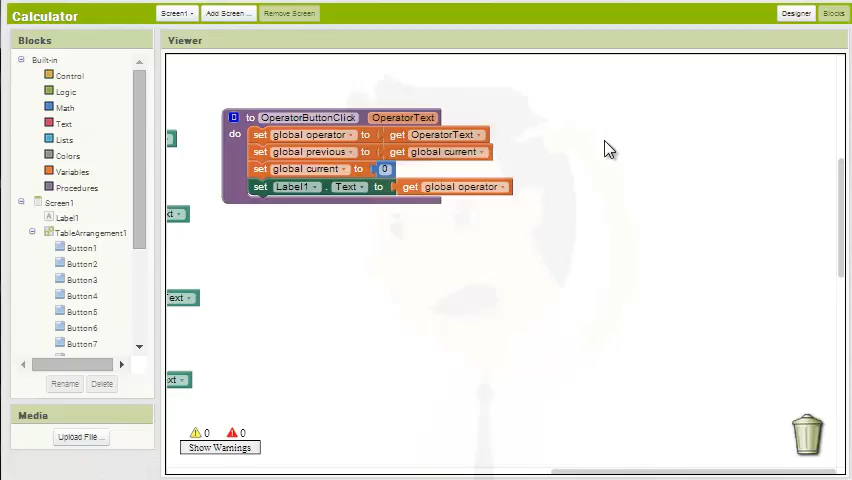 Calculator
Screen1
Add Screen ...
Remove Screen
Designer
Blocks
Blocks
Built-in
Control
Logic
Math
Text
Lists
Colors
Variables
Procedures
Screen1
Label1
TableArrangement1
Button1
Button2
Button3
Button4
Button5
Button6
Button7
Rename
Delete
Media
Upload File ...
Viewer
to OperatorButtonClick OperatorText
do set global operator to get OperatorText
set global previous to get global current
set global current to 0
set Label1 . Text to get global operator
xt
Text
xt
0 0
Show Warnings